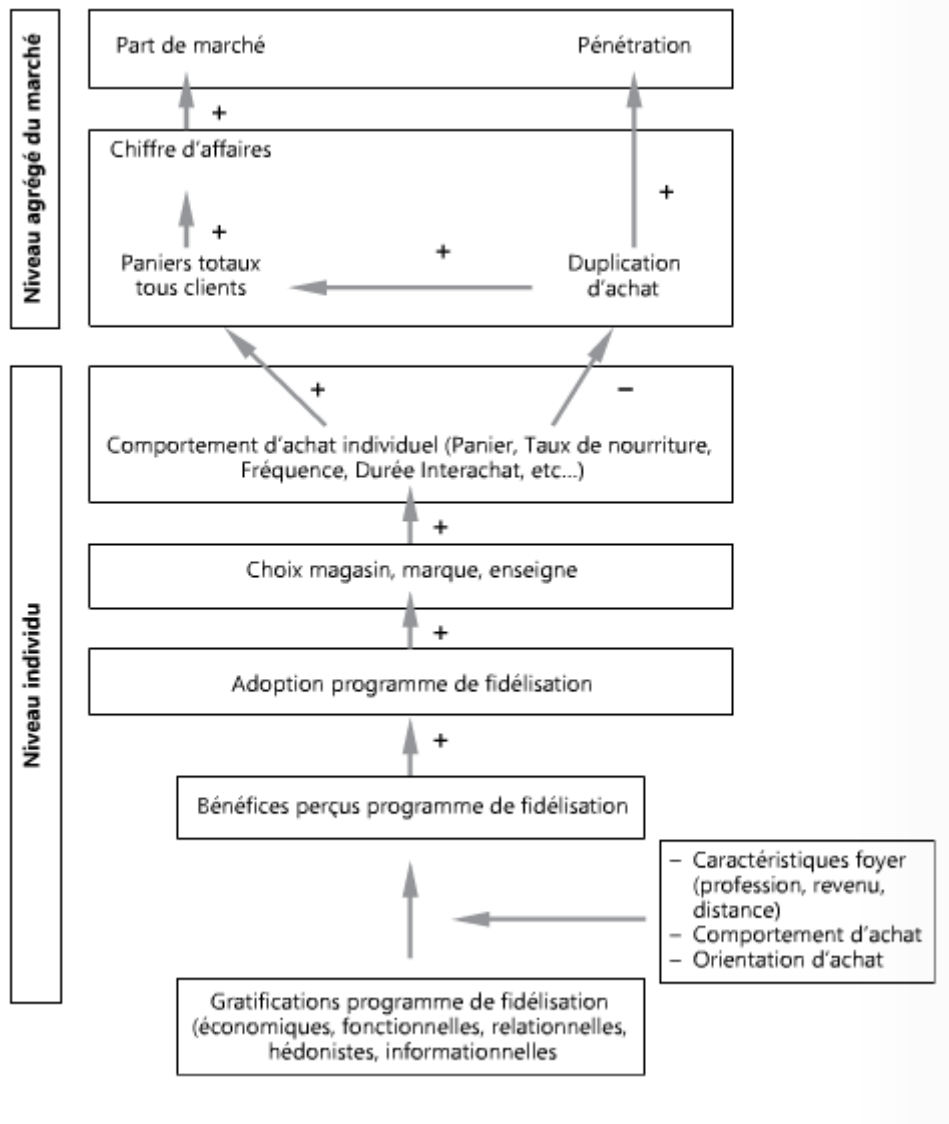 Niveau agrégé du marché
Part de marché
Pénétration
+
Chiffre d'affaires
+
+
+
Paniers totaux
tous clients
Duplication
d'achat
Niveau individu
+
–
Comportement d'achat individuel (Panier, Taux de nourriture,
Fréquence, Durée Interachat, etc...)
+
Choix magasin, marque, enseigne
+
Adoption programme de fidélisation
+
Bénéfices perçus programme de fidélisation
– Caractéristiques foyer
(profession, revenu,
distance)
– Comportement d'achat
– Orientation d'achat
Gratifications programme de fidélisation
(économiques, fonctionnelles, relationnelles,
hédonistes, informationnelles